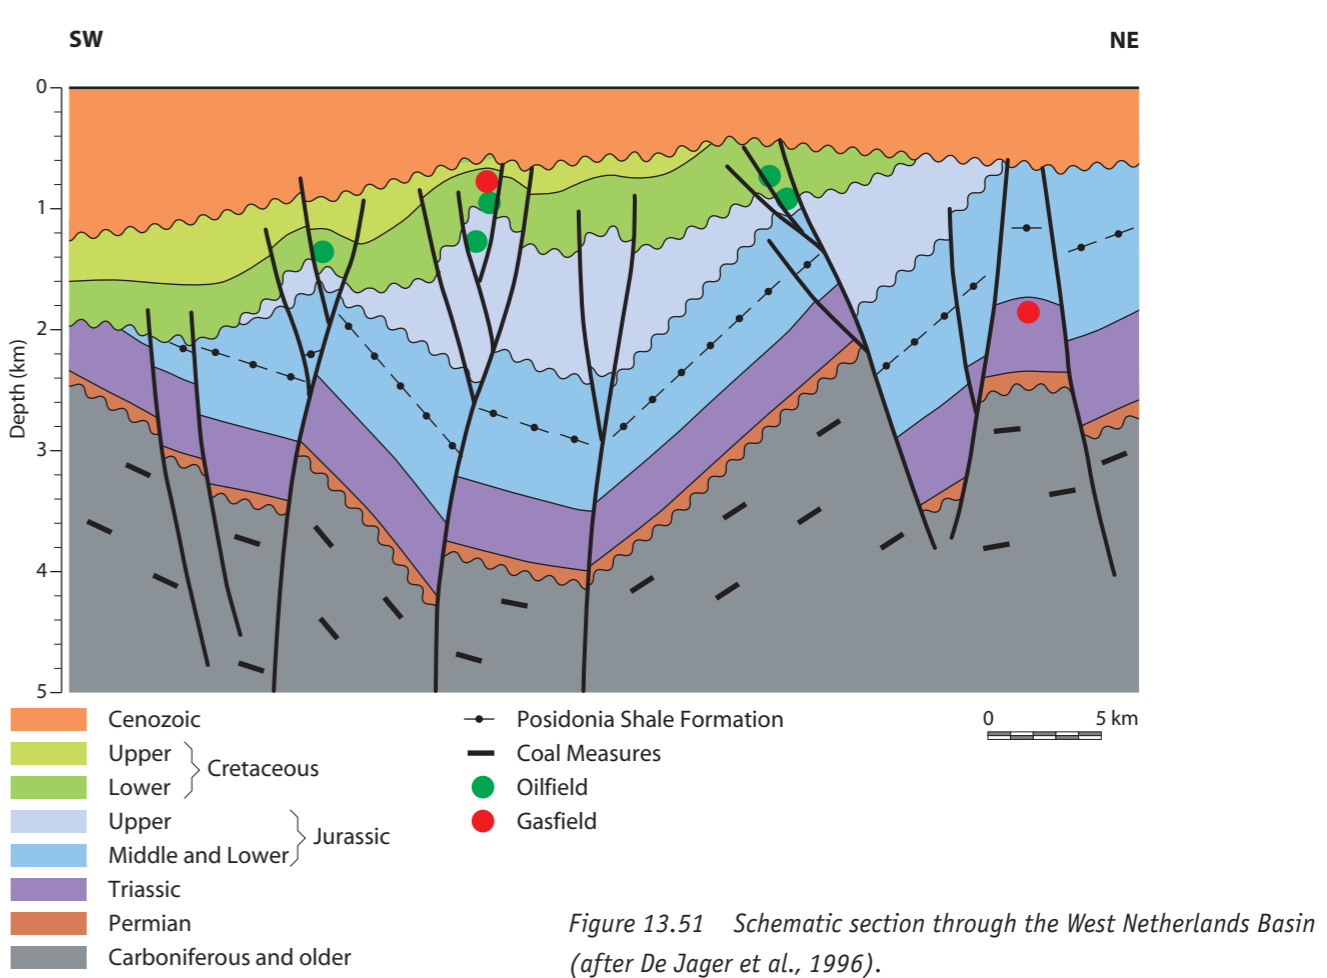 SW
NE
0
1
2
3
4
5
Depth (km)
Cenozoic
Upper
Lower
Cretaceous
Upper
Middle and Lower
Jurassic
Triassic
Permian
Carboniferous and older
Posidonia Shale Formation
Coal Measures
Oilfield
Gasfield
0 5 km
Figure 13.51 Schematic section through the West Netherlands Basin
(after De Jager et al., 1996).